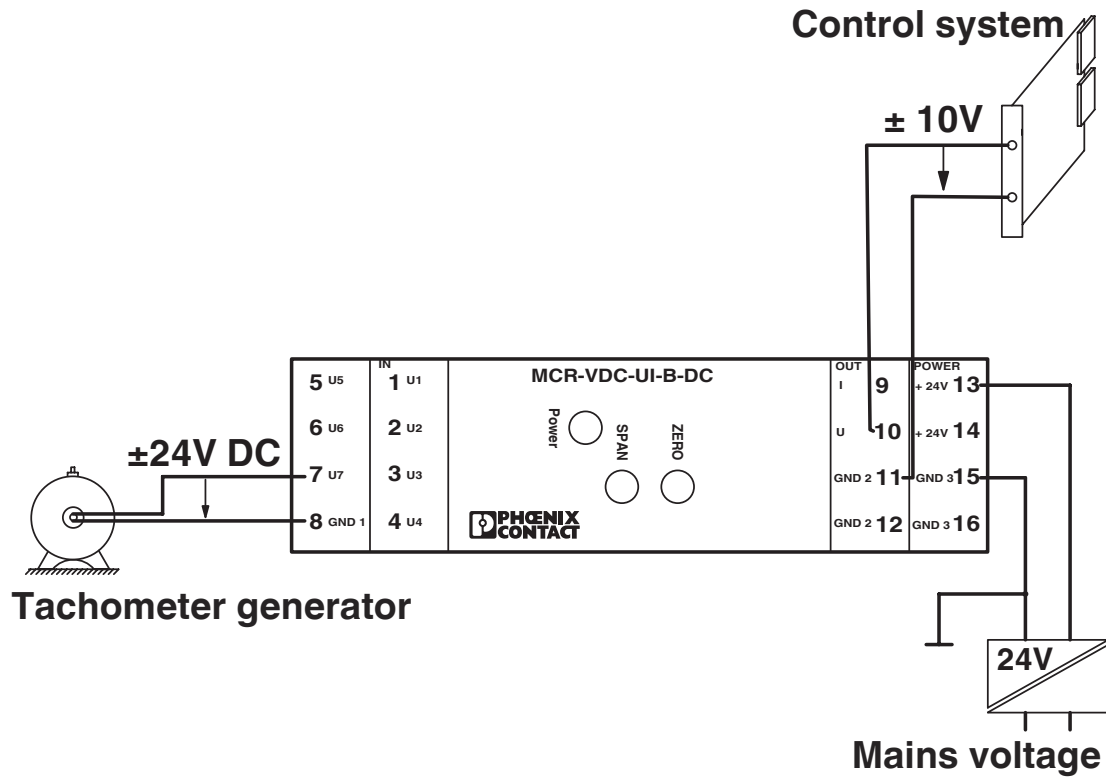 Control system
± 10V
IN
OUT
POWER
MCR-VDC-UI-B-DC
5 U5
1 U1
I 9
+ 24V 13
Power
SPAN
ZERO
6 U6
2 U2
U 10
+ 24V 14
±24V DC
7 U7
3 U3
GND 2 11
GND 3 15
8 GND 1
4 U4
PHŒNIX
CONTACT
GND 2 12
GND 3 16
Tachometer generator
24V
Mains voltage